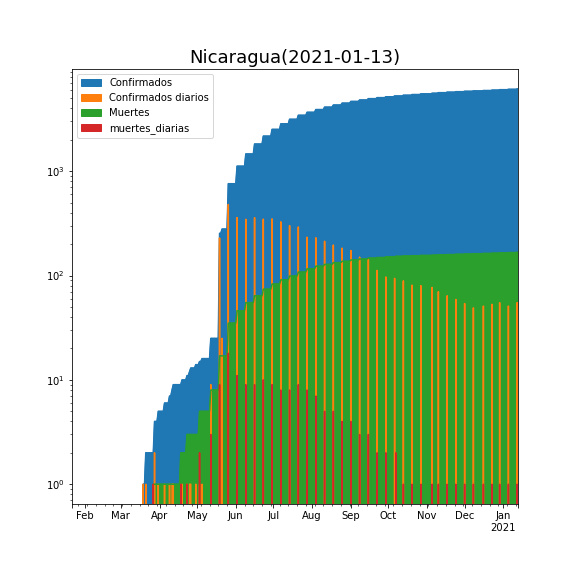 Nicaragua(2021-01-13)
Confirmados
Confirmados diarios
Muertes
muertes_diarias
10³
10²
10¹
10⁰
Feb Mar Apr May Jun Jul Aug Sep Oct Nov Dec Jan
2021